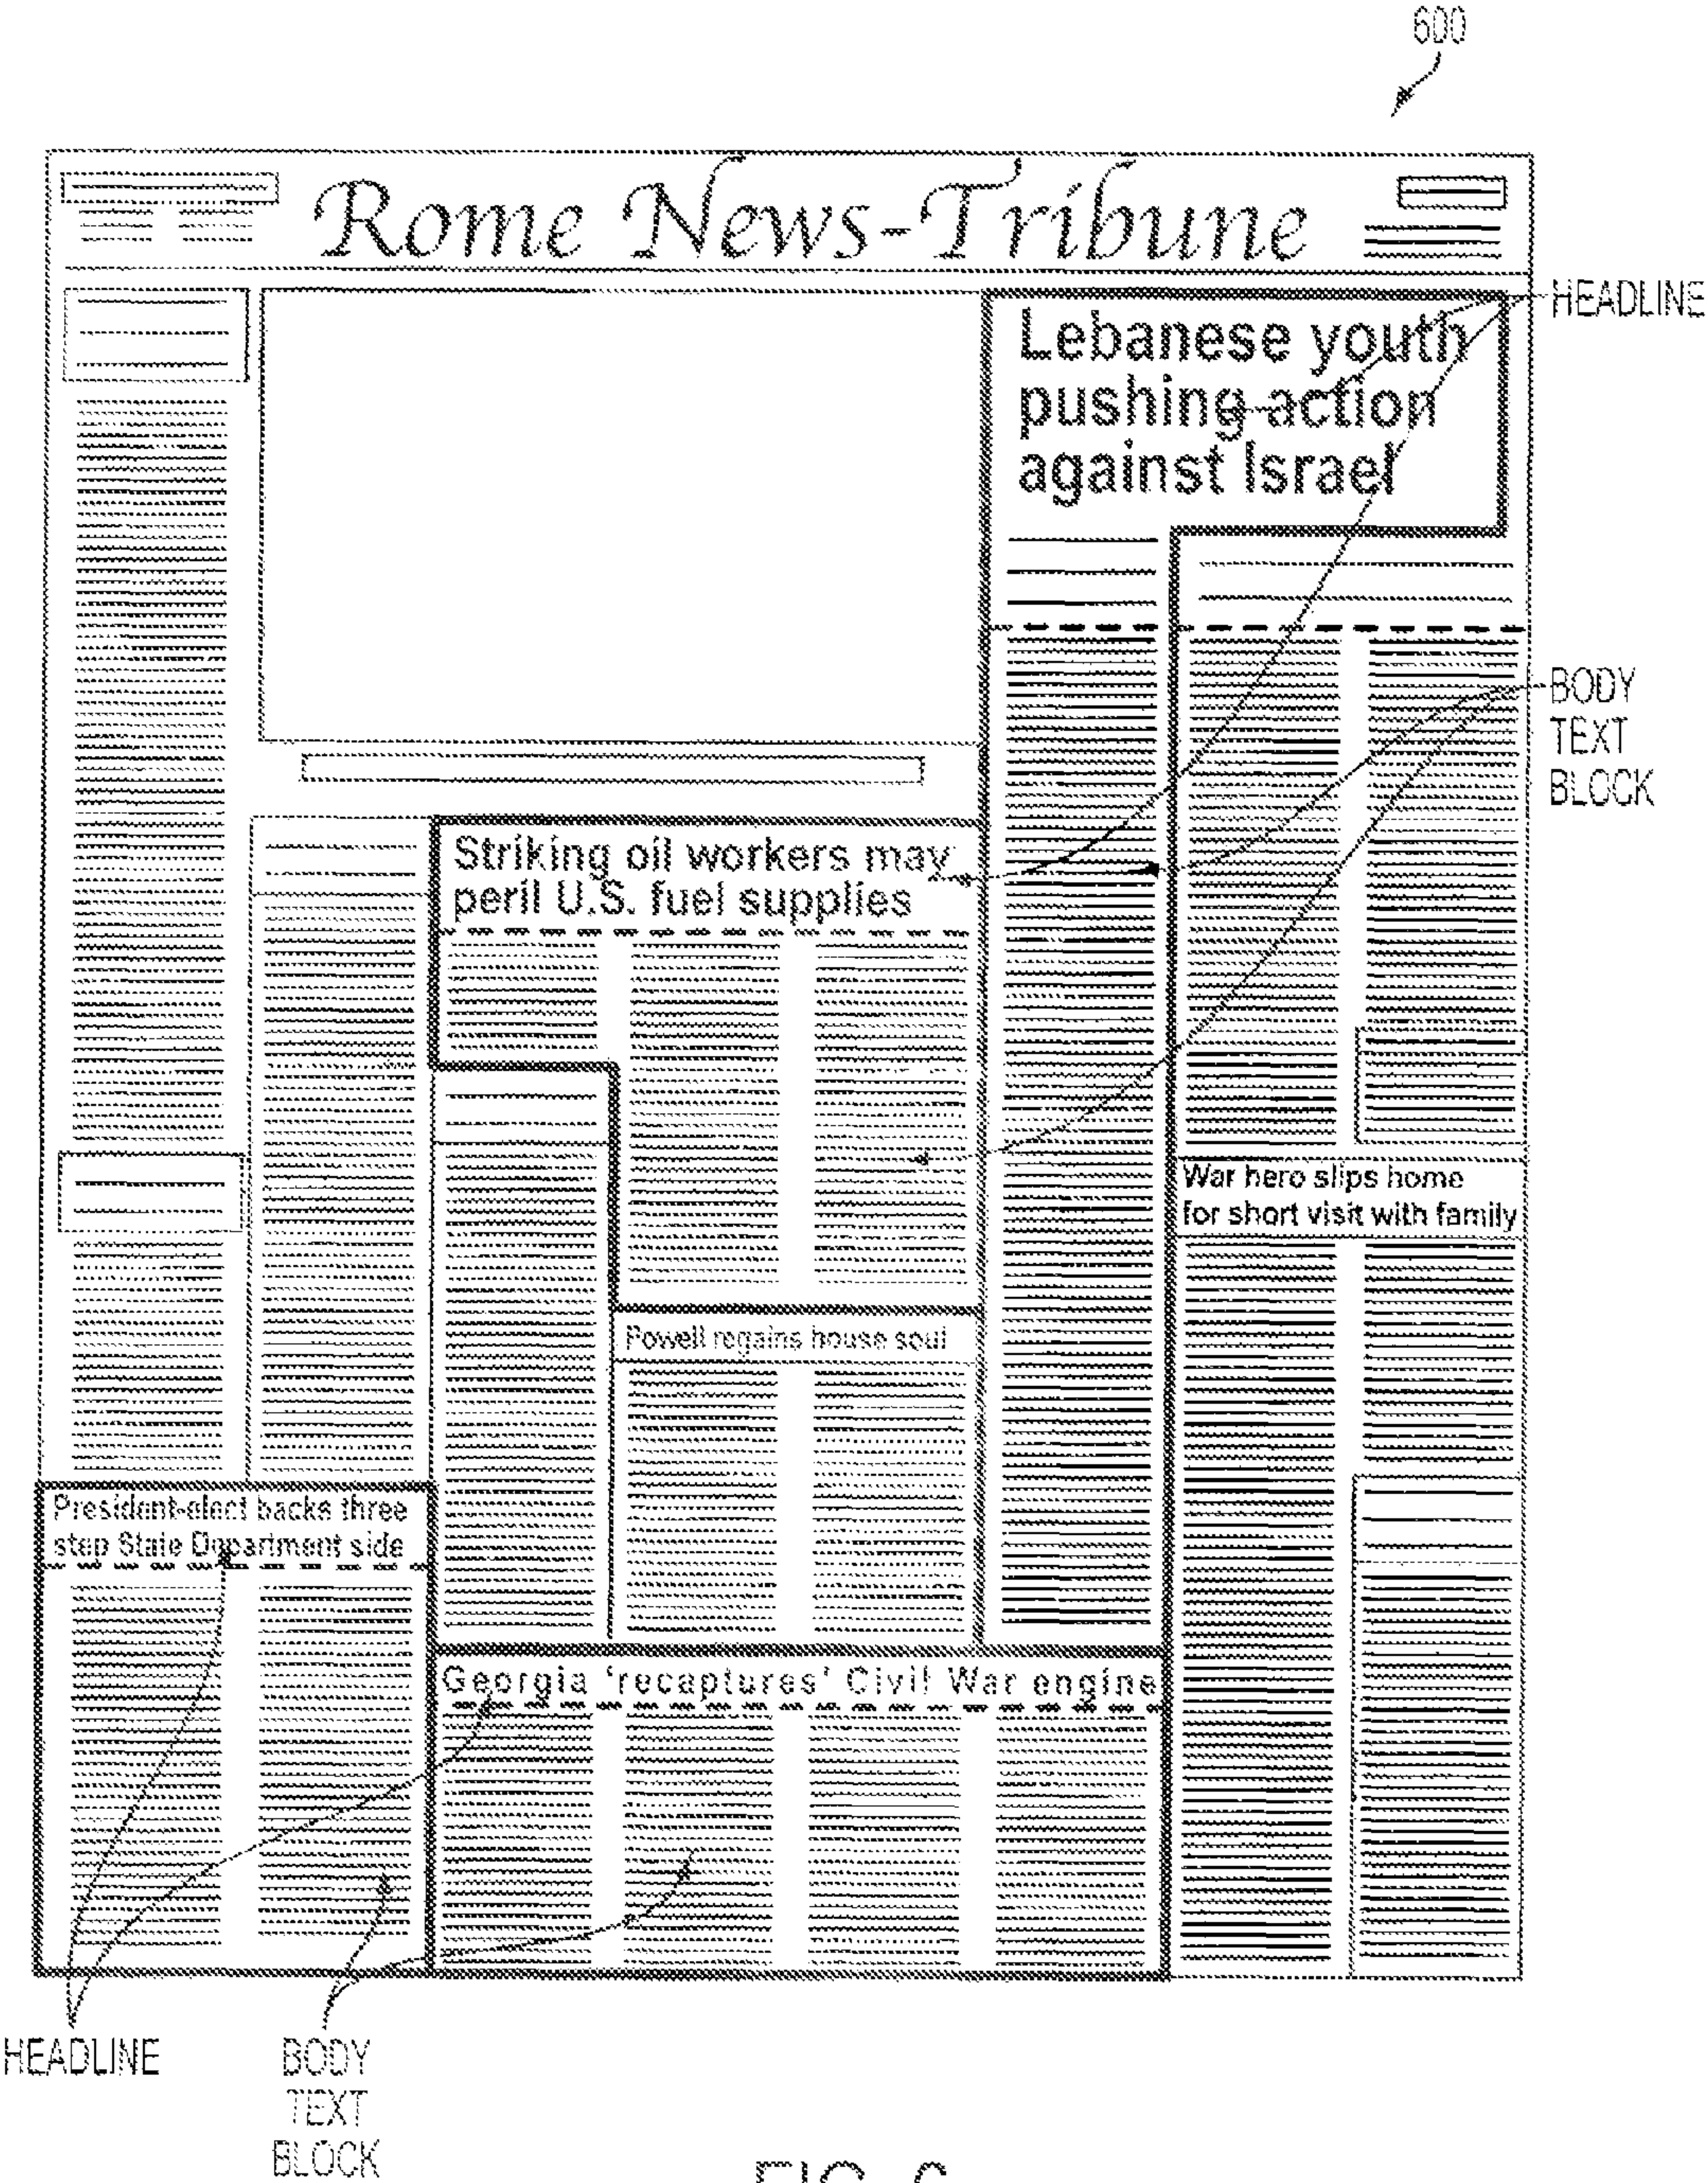 600
Rome News-Tribune
HEADLINE
Lebanese youth
pushing action
against Israel
BODY
TEXT
BLOCK
Striking oil workers may
peril U.S. fuel supplies
War hero slips home
for short visit with family
Powell regains house soul
President-elect backs three
step State Department side
Georgia 'recaptures' Civil War engine
HEADLINE
BODY
TEXT
BLOCK
FIG. 6